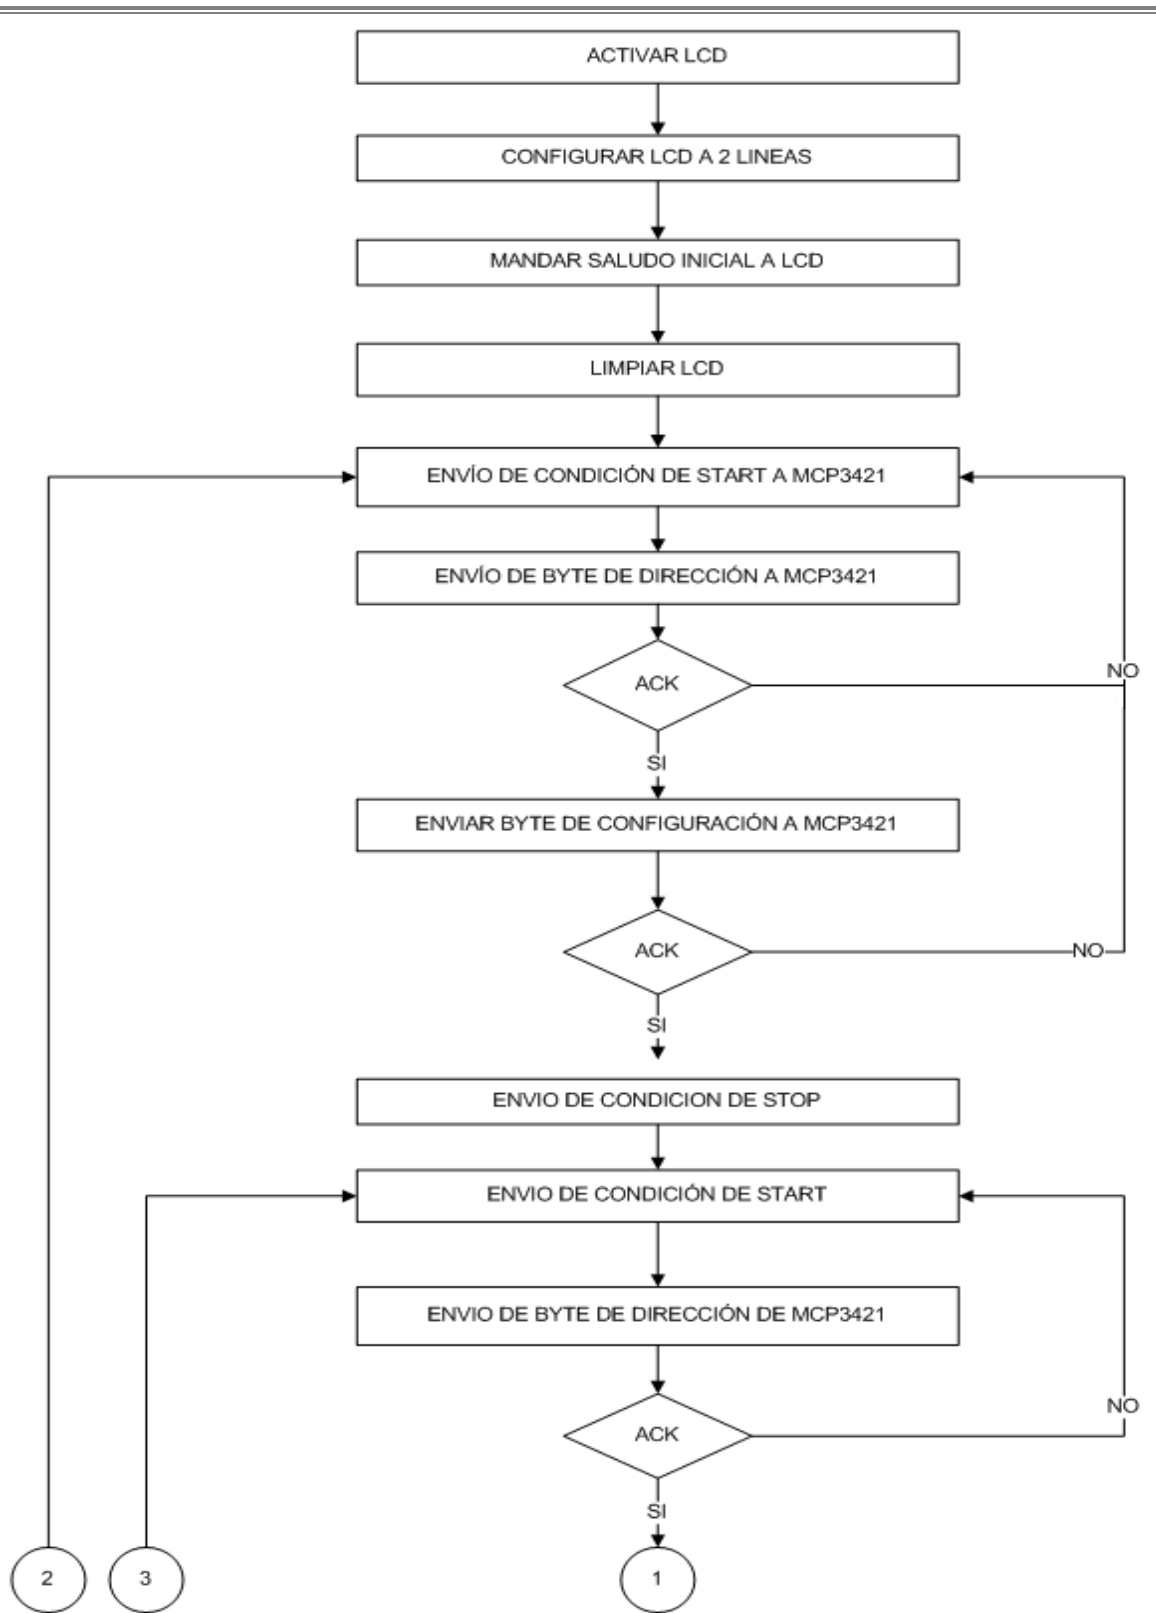 ACTIVAR LCD
CONFIGURAR LCD A 2 LINEAS
MANDAR SALUDO INICIAL A LCD
LIMPIAR LCD
ENVÍO DE CONDICIÓN DE START A MCP3421
ENVÍO DE BYTE DE DIRECCIÓN A MCP3421
NO
ACK
SI
ENVIAR BYTE DE CONFIGURACIÓN A MCP3421
ACK
NO
SI
ENVIO DE CONDICION DE STOP
ENVIO DE CONDICIÓN DE START
ENVIO DE BYTE DE DIRECCIÓN DE MCP3421
NO
ACK
SI
2
3
1